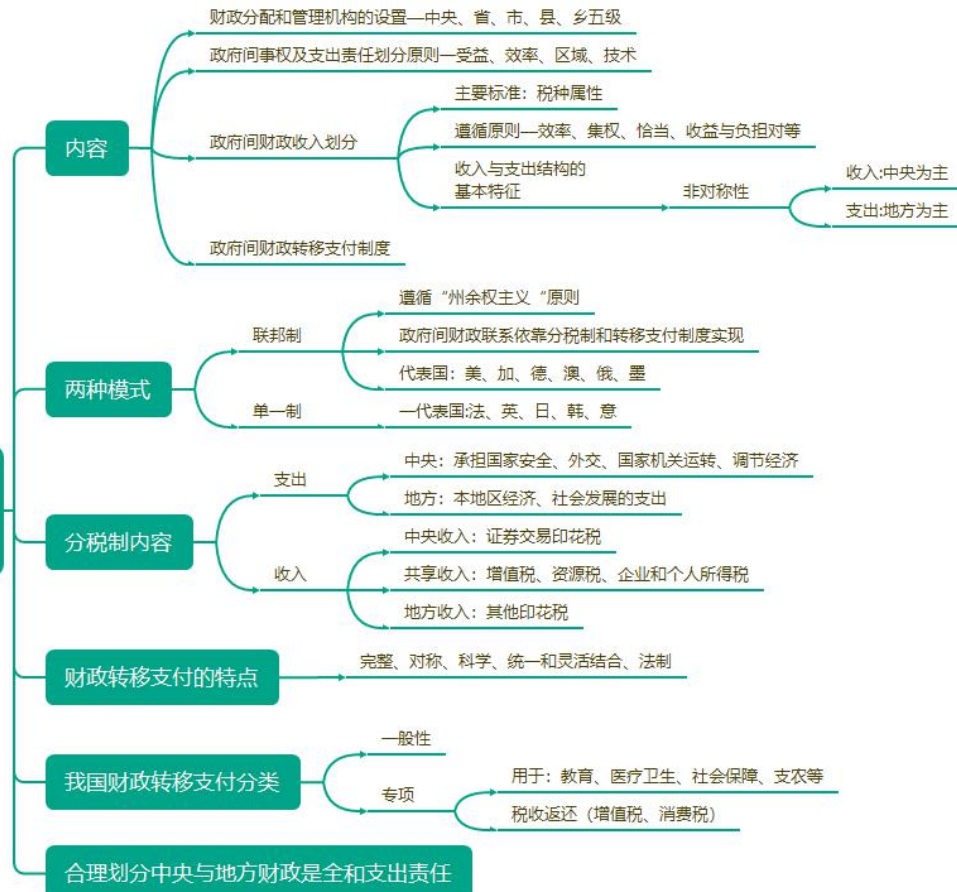 内容
财政分配和管理机构的设置—中央、省、市、县、乡五级
政府间事权及支出责任划分原则—受益、效率、区域、技术
政府间财政收入划分
主要标准：税种属性
遵循原则—效率、集权、恰当、收益与负担对等
收入与支出结构的
基本特征
非对称性
收入:中央为主
支出:地方为主
政府间财政转移支付制度
两种模式
联邦制
遵循“州余权主义“原则
政府间财政联系依靠分税制和转移支付制度实现
代表国：美、加、德、澳、俄、墨
单一制
一代表国:法、英、日、韩、意
分税制内容
支出
中央：承担国家安全、外交、国家机关运转、调节经济
地方：本地区经济、社会发展的支出
收入
中央收入：证券交易印花税
共享收入：增值税、资源税、企业和个人所得税
地方收入：其他印花税
财政转移支付的特点
完整、对称、科学、统一和灵活结合、法制
我国财政转移支付分类
一般性
专项
用于：教育、医疗卫生、社会保障、支农等
税收返还（增值税、消费税）
合理划分中央与地方财政是全和支出责任